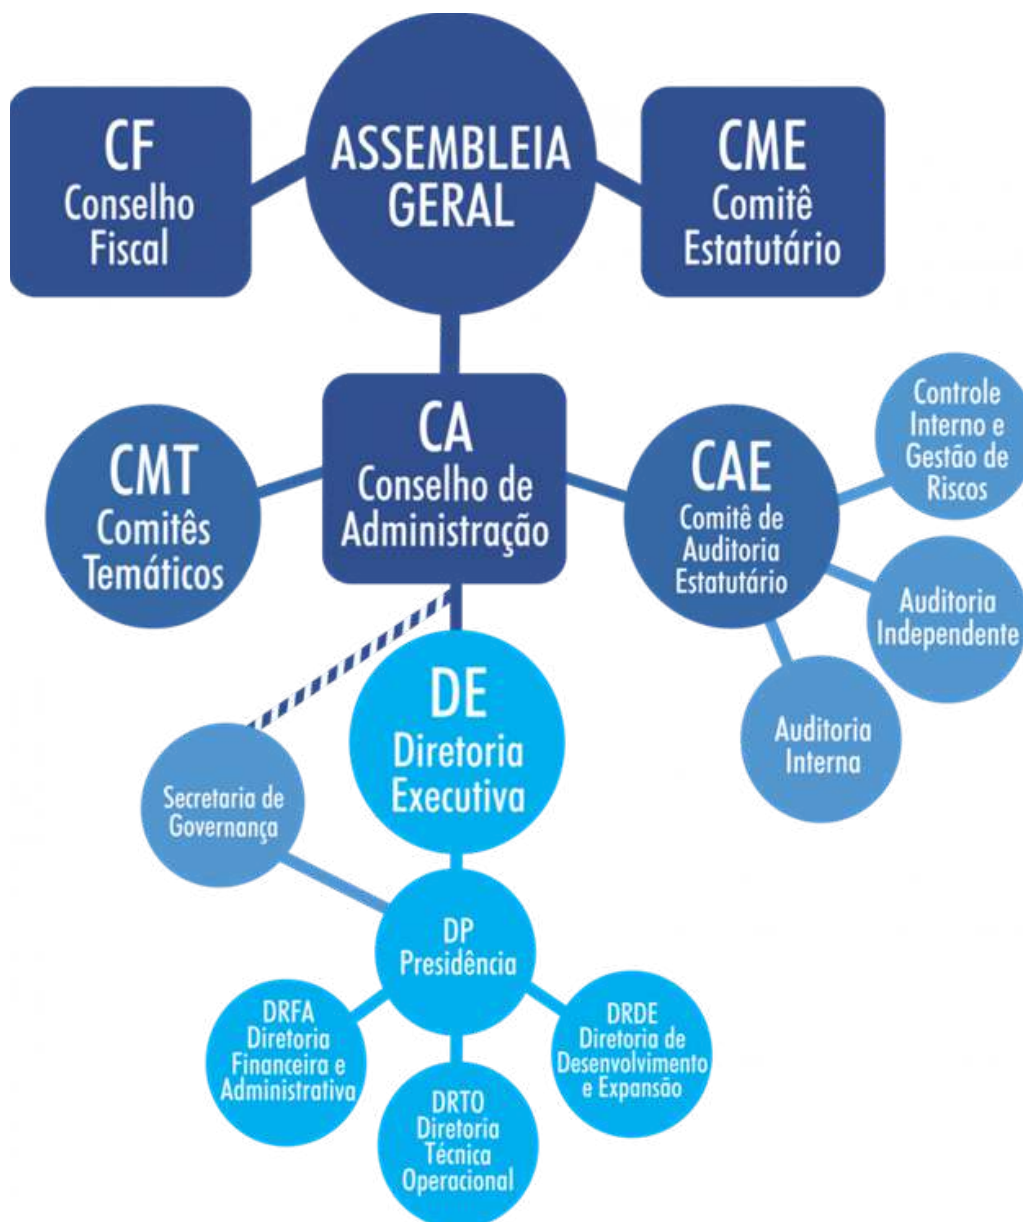 CF
Conselho
Fiscal
ASSEMBLEIA
GERAL
CME
Comitê
Estatutário
CMT
Comitês
Temáticos
CA
Conselho de
Administração
CAE
Comitê de
Auditoria
Estatutário
Controle
Interno e
Gestão de
Riscos
Auditoria
Independente
Auditoria
Interna
DE
Diretoria
Executiva
Secretaria de
Governança
DP
Presidência
DRFA
Diretoria
Financeira e
Administrativa
DRTO
Diretoria
Técnica
Operacional
DRDE
Diretoria de
Desenvolvimento
e Expansão